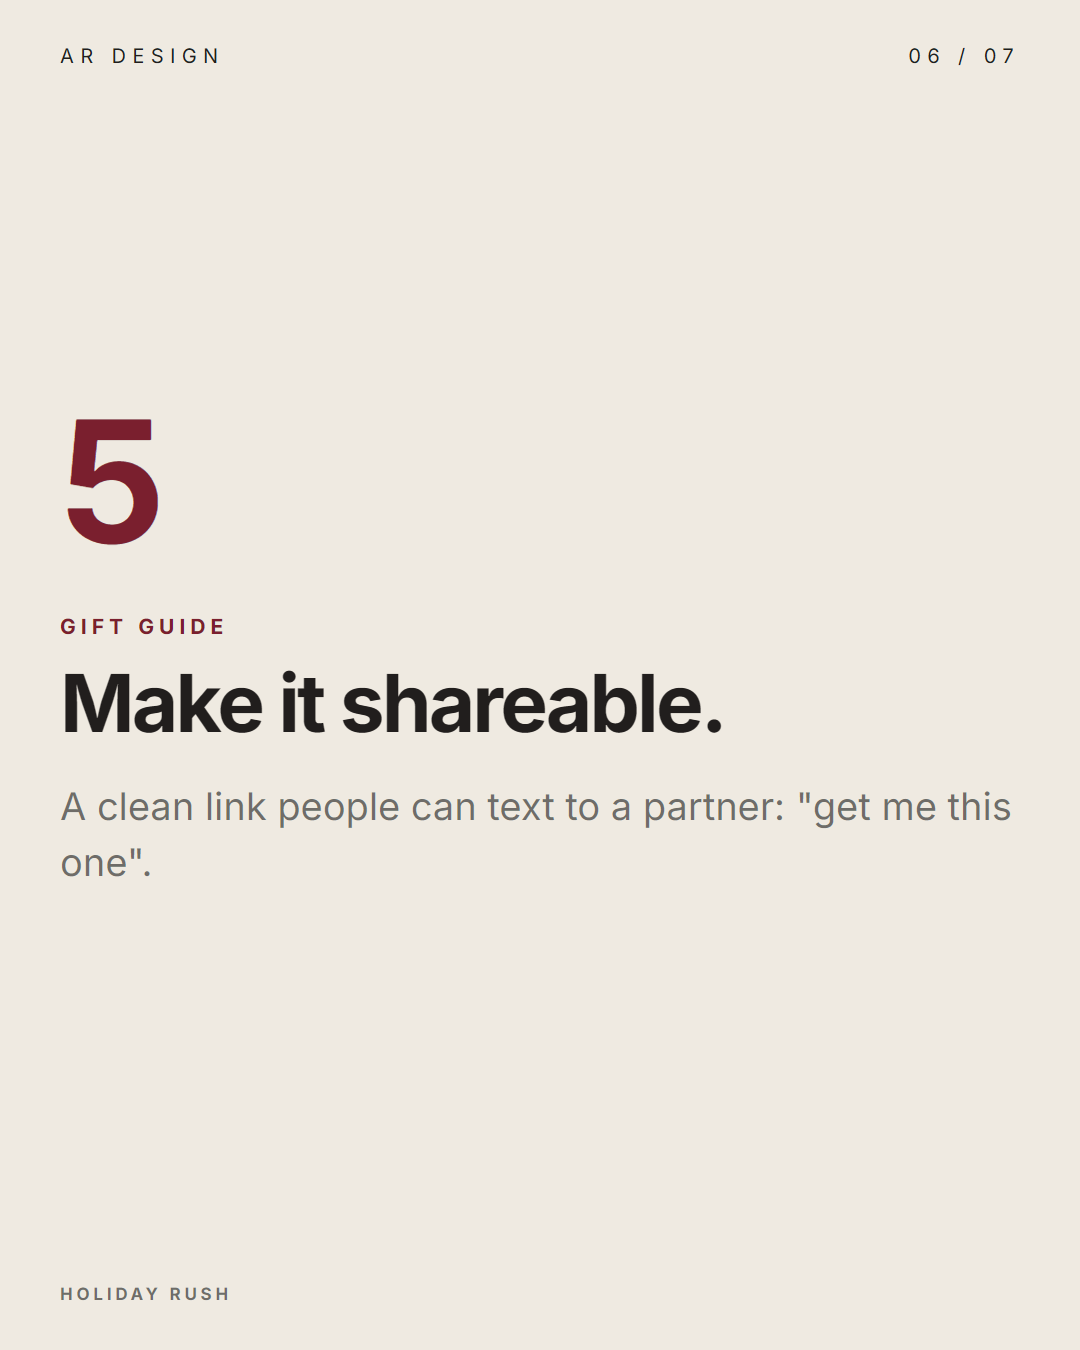 AR DESIGN
06 / 07
5
GIFT GUIDE
Make it shareable.
A clean link people can text to a partner: "get me this
one".
HOLIDAY RUSH